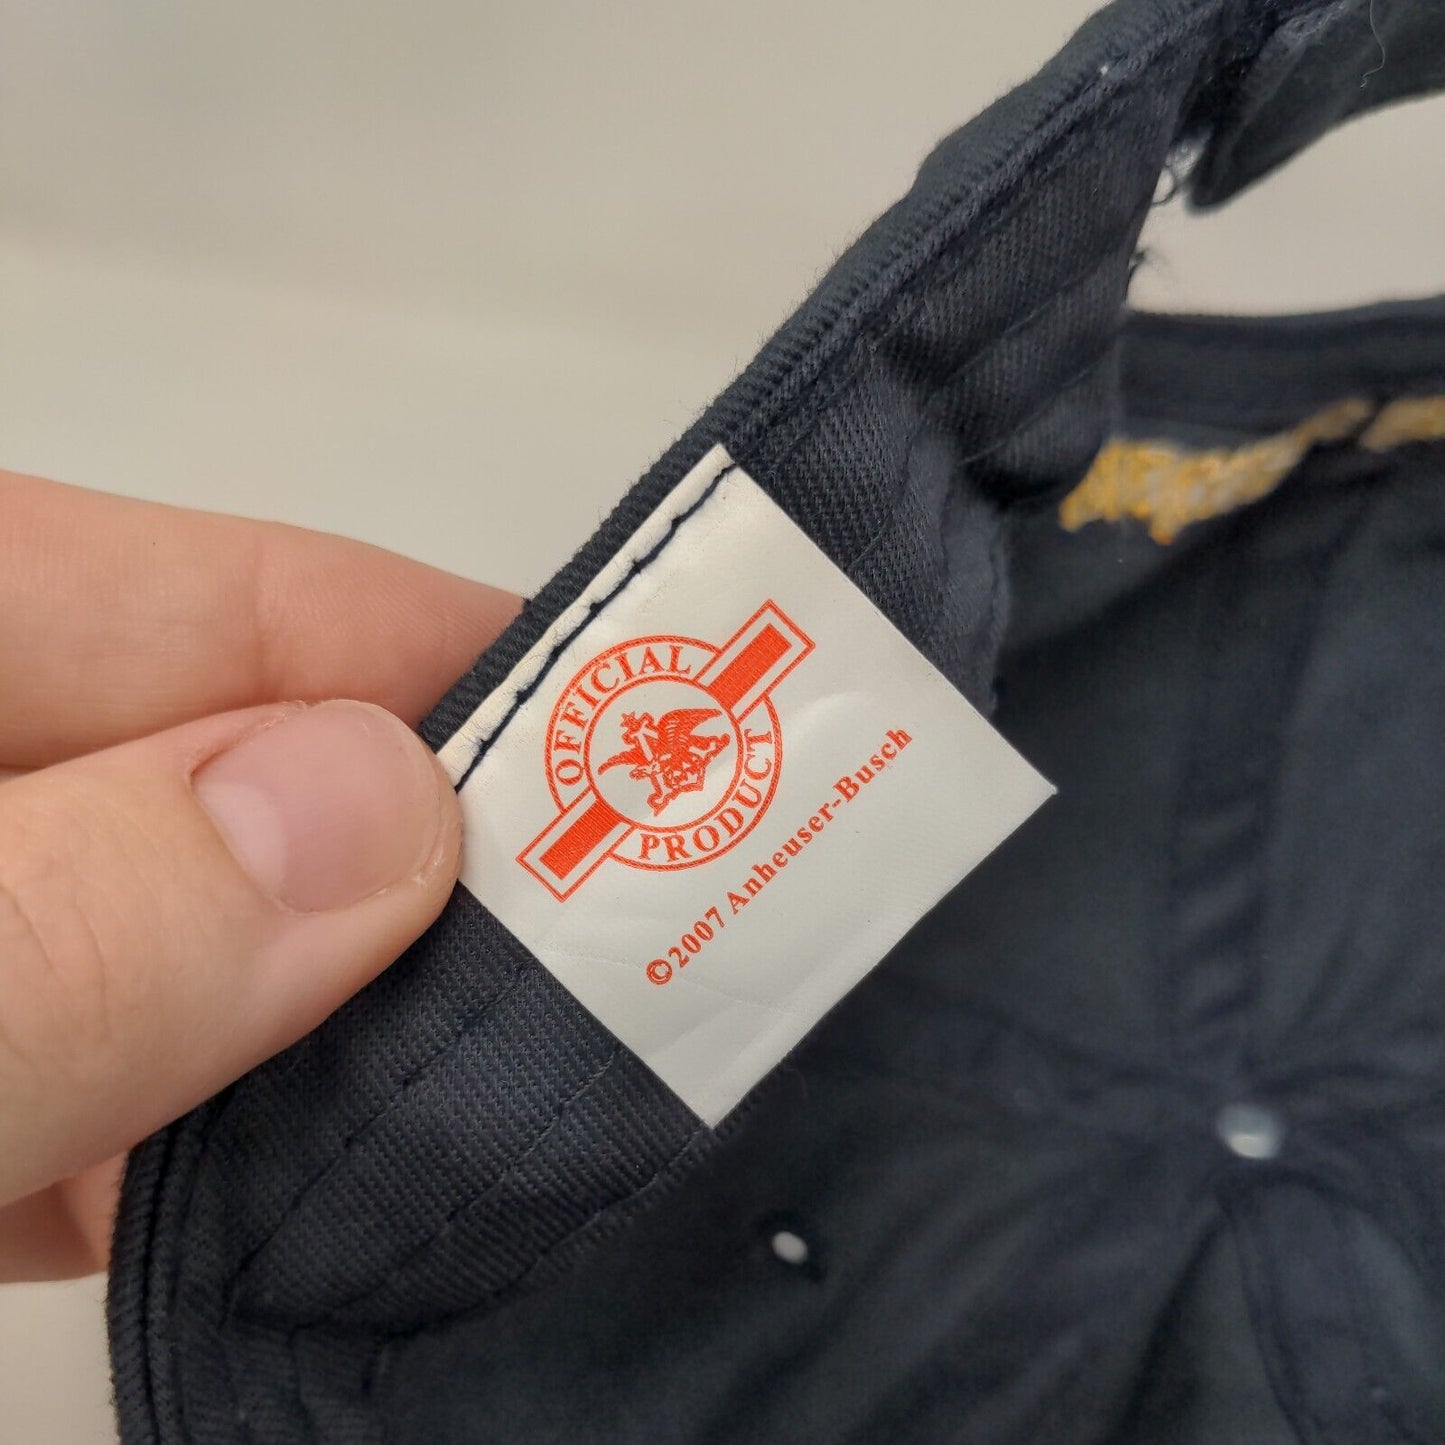 OFFICIAL
PRODUCT
©2007 Anheuser-Busch